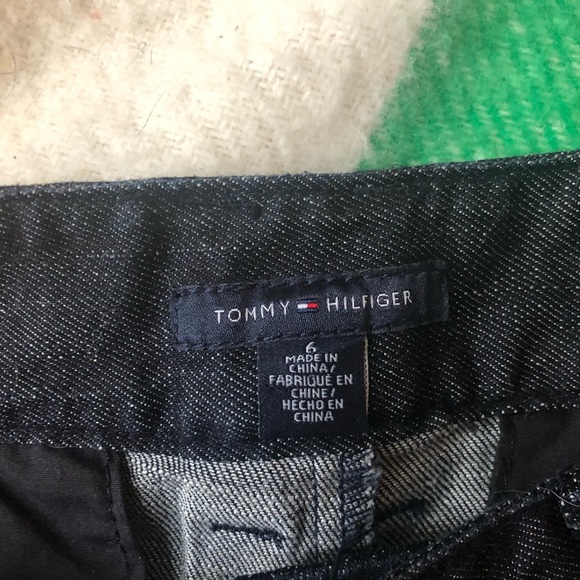 TOMMY HILFIGER
6
MADE IN
CHINA/
FABRIQUÉ EN
CHINE/
HECHO EN
CHINA